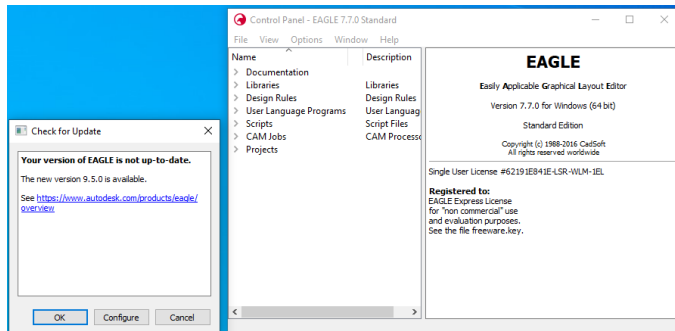 Control Panel - EAGLE 7.7.0 Standard
File View Options Window Help
Name Description
Documentation
Libraries Libraries
Design Rules Design Rules
User Language Programs User Languag
Scripts Script Files
CAM Jobs CAM Processo
Projects
EAGLE
Easily Applicable Graphical Layout Editor
Version 7.7.0 for Windows (64 bit)
Standard Edition
Copyright (c) 1988-2016 CadSoft
All rights reserved worldwide
Single User License #62191E841E-LSR-WLM-1EL
Registered to:
EAGLE Express License
for "non commercial" use
and evaluation purposes.
See the file freeware.key.
Check for Update
Your version of EAGLE is not up-to-date.
The new version 9.5.0 is available.
See https://www.autodesk.com/products/eagle/
overview
OK Configure Cancel